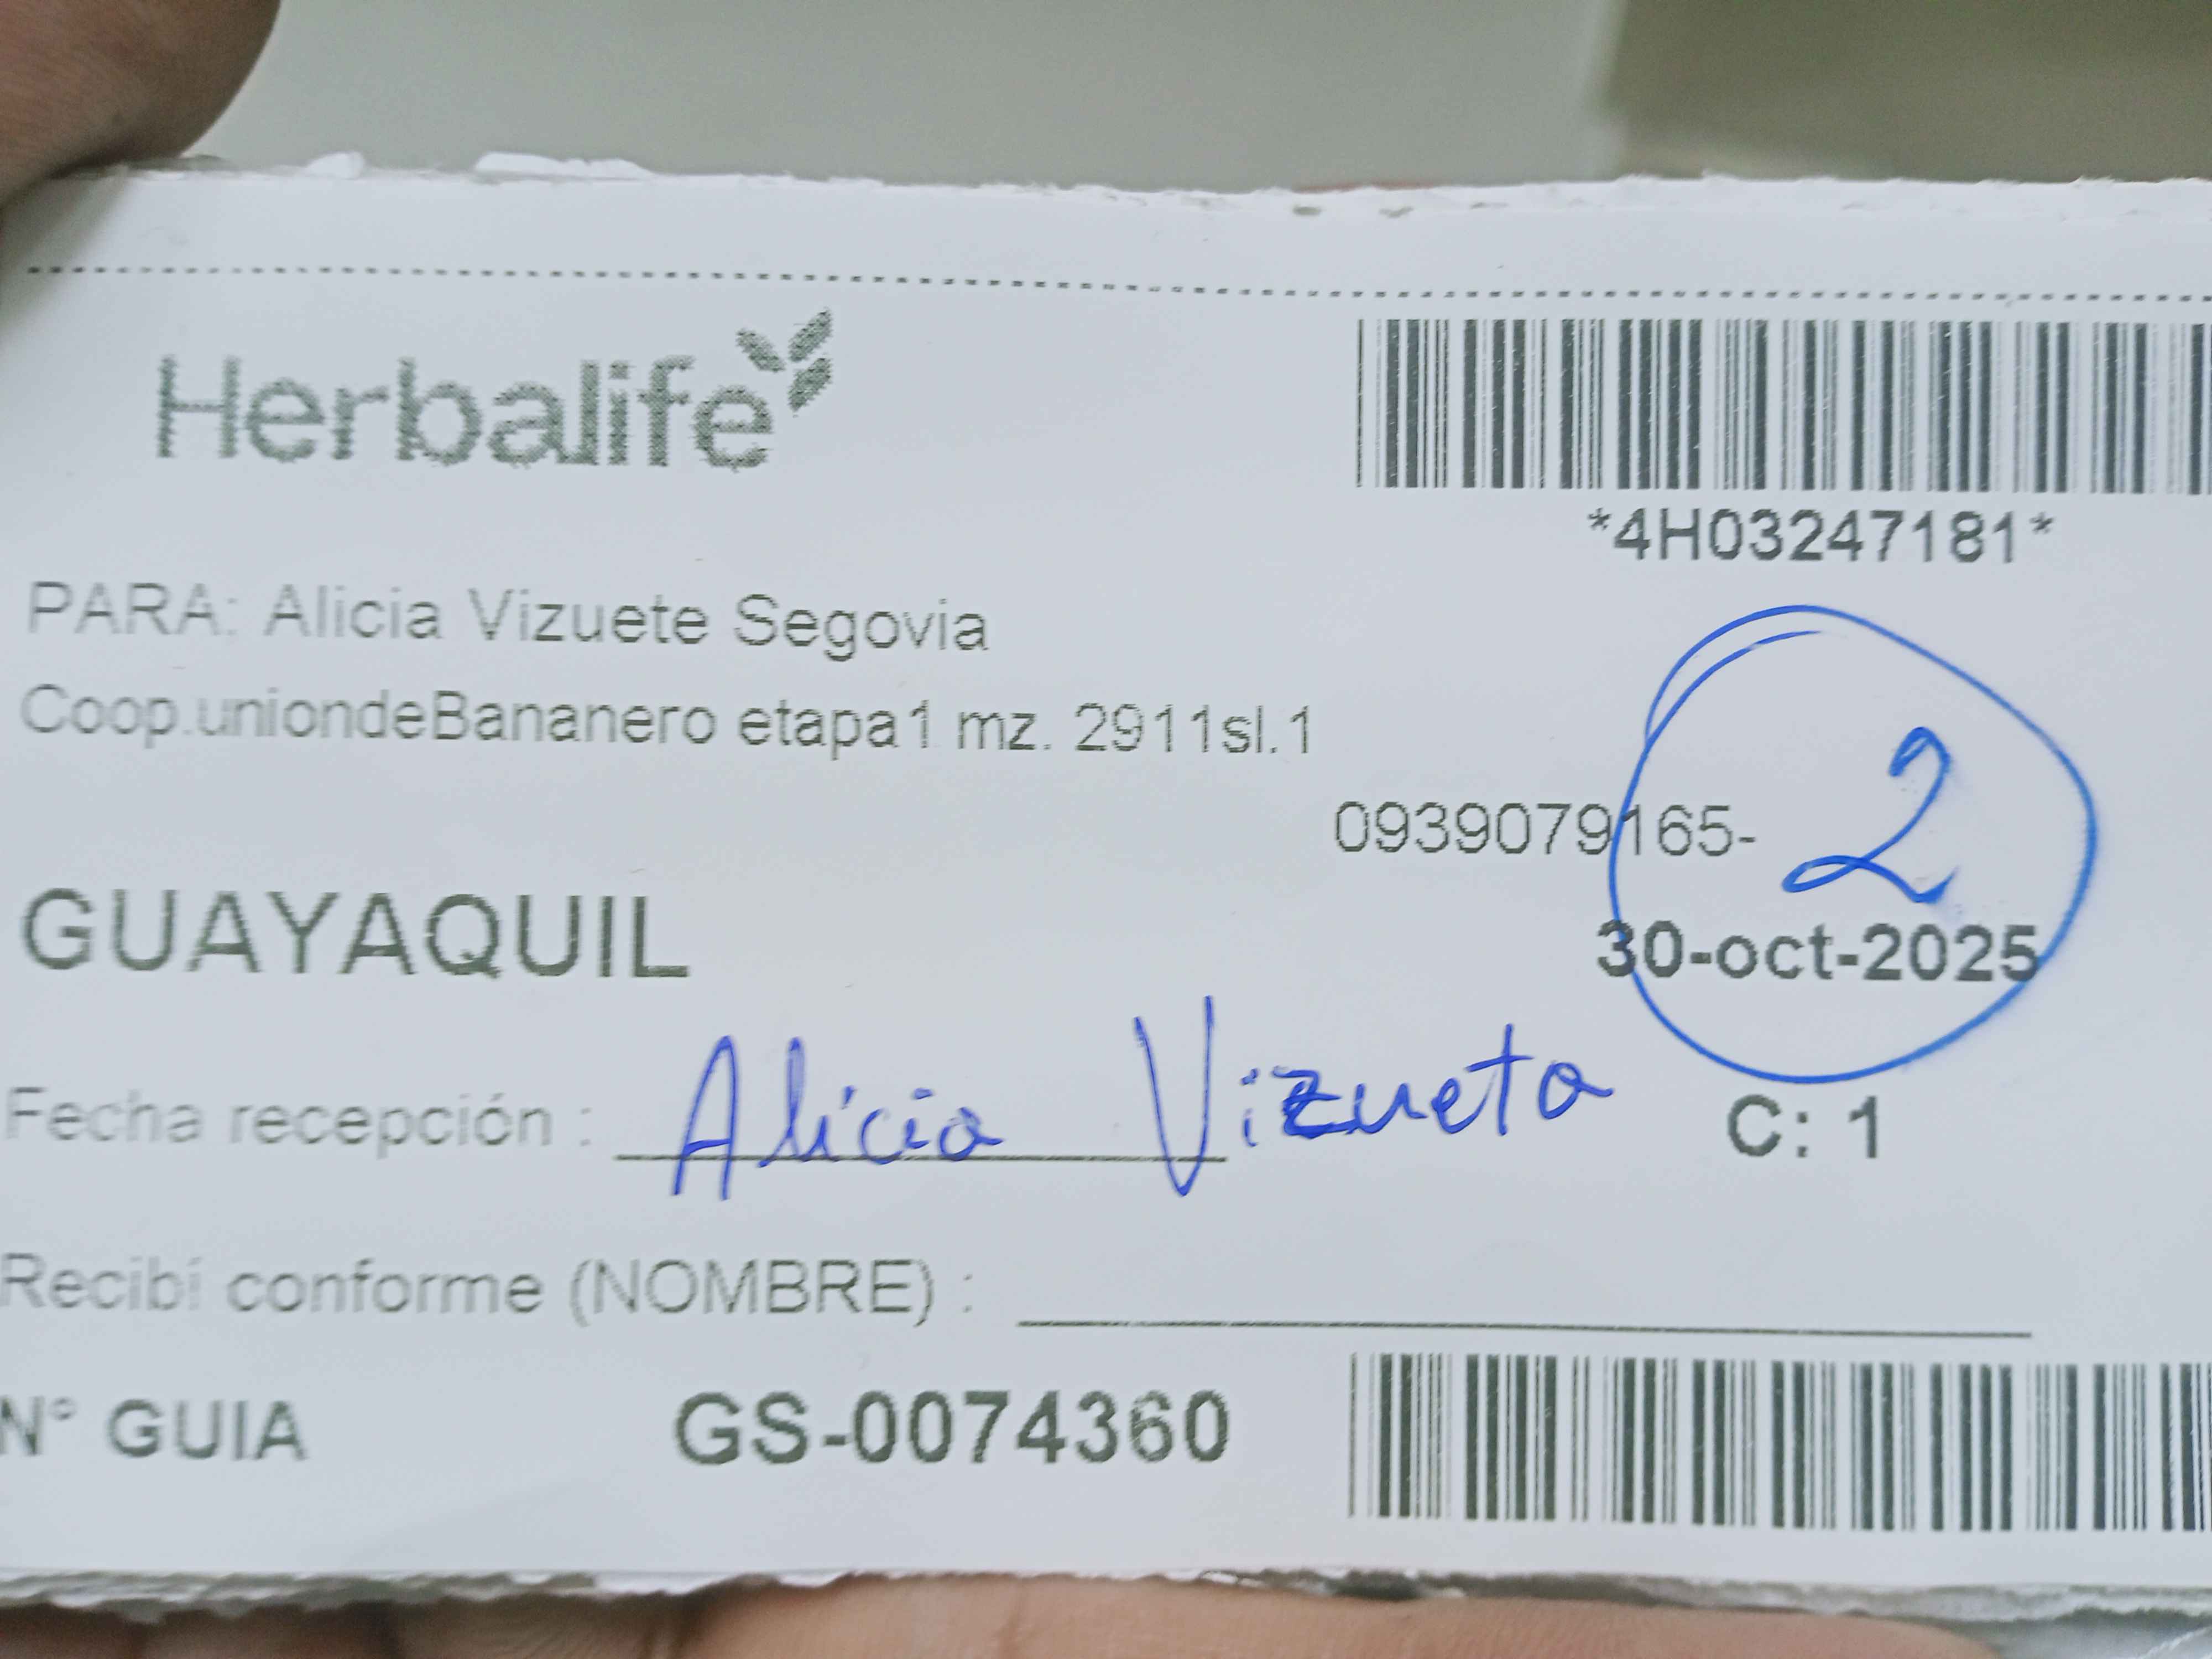 Herbalife
*4H03247181*
PARA: Alicia Vizuete Segovia
Coop.uniondeBananero etapa1 mz. 2911sl.1
0939079165-
2
GUAYAQUIL
30-oct-2025
Fecha recepción : Alicia Vizueta
C: 1
Recibí conforme (NOMBRE) :
N° GUIA GS-0074360